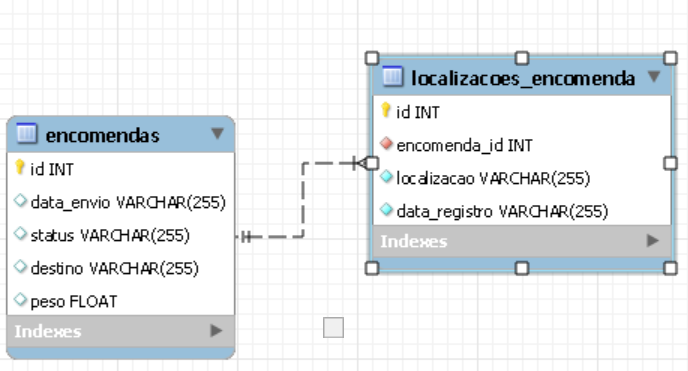 encomendas
id INT
data_envio VARCHAR(255)
status VARCHAR(255)
destino VARCHAR(255)
peso FLOAT
Indexes
localizacoes_encomenda
id INT
encomenda_id INT
localizacao VARCHAR(255)
data_registro VARCHAR(255)
Indexes